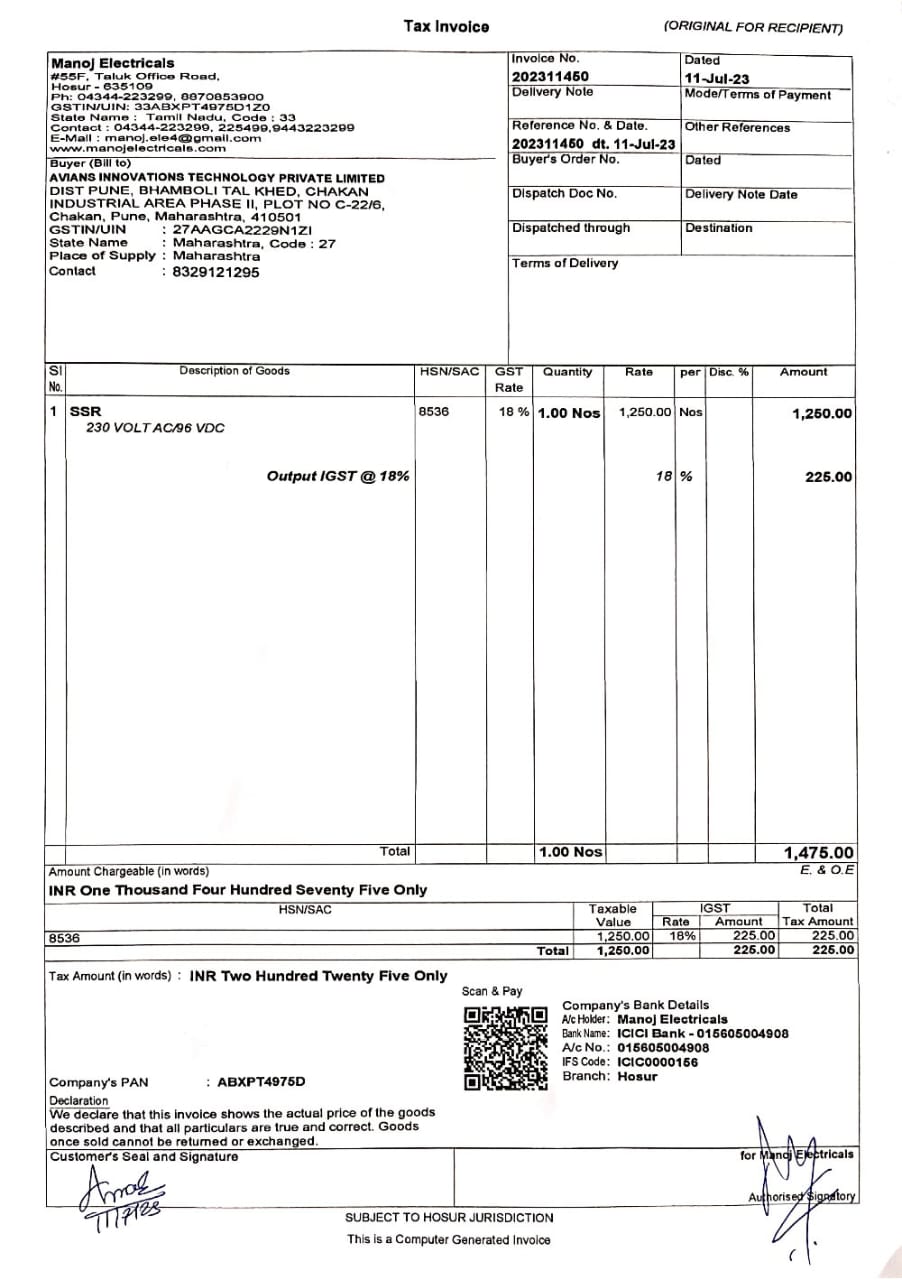 Tax Invoice
(ORIGINAL FOR RECIPIENT)
Manoj Electricals
#55F, Taluk Office Road,
Hosur - 635109
Ph: 04344-223299, 8870853900
GSTIN/UIN: 33ABXPT4975D1Z0
State Name : Tamil Nadu, Code : 33
Contact : 04344-223299, 225499,9443223299
E-Mail : manoj.ele4@gmail.com
www.manojelectricals.com
Invoice No.
202311450
Dated
11-Jul-23
Delivery Note
Mode/Terms of Payment
Reference No. & Date.
202311450 dt. 11-Jul-23
Other References
Buyer's Order No.
Dated
Dispatch Doc No.
Delivery Note Date
Dispatched through
Destination
Terms of Delivery
Buyer (Bill to)
AVIANS INNOVATIONS TECHNOLOGY PRIVATE LIMITED
DIST PUNE, BHAMBOLI TAL KHED, CHAKAN
INDUSTRIAL AREA PHASE II, PLOT NO C-22/6,
Chakan, Pune, Maharashtra, 410501
GSTIN/UIN : 27AAGCA2229N1ZI
State Name : Maharashtra, Code : 27
Place of Supply : Maharashtra
Contact : 8329121295
Sl No. Description of Goods HSN/SAC GST Rate Quantity Rate per Disc. % Amount
1 SSR 8536 18 % 1.00 Nos 1,250.00 Nos 1,250.00
230 VOLT AC/96 VDC
Output IGST @ 18% 18 % 225.00
Total 1.00 Nos 1,475.00
Amount Chargeable (in words) E. & O.E
INR One Thousand Four Hundred Seventy Five Only
HSN/SAC Taxable Value IGST Rate Amount Total Tax Amount
8536 1,250.00 18% 225.00 225.00
Total 1,250.00 225.00 225.00
Tax Amount (in words) : INR Two Hundred Twenty Five Only
Scan & Pay
Company's Bank Details
A/c Holder: Manoj Electricals
Bank Name: ICICI Bank - 015605004908
A/c No.: 015605004908
IFS Code: ICIC0000156
Branch: Hosur
Company's PAN : ABXPT4975D
Declaration
We declare that this invoice shows the actual price of the goods
described and that all particulars are true and correct. Goods
once sold cannot be returned or exchanged.
Customer's Seal and Signature
for Manoj Electricals
Authorised Signatory
SUBJECT TO HOSUR JURISDICTION
This is a Computer Generated Invoice